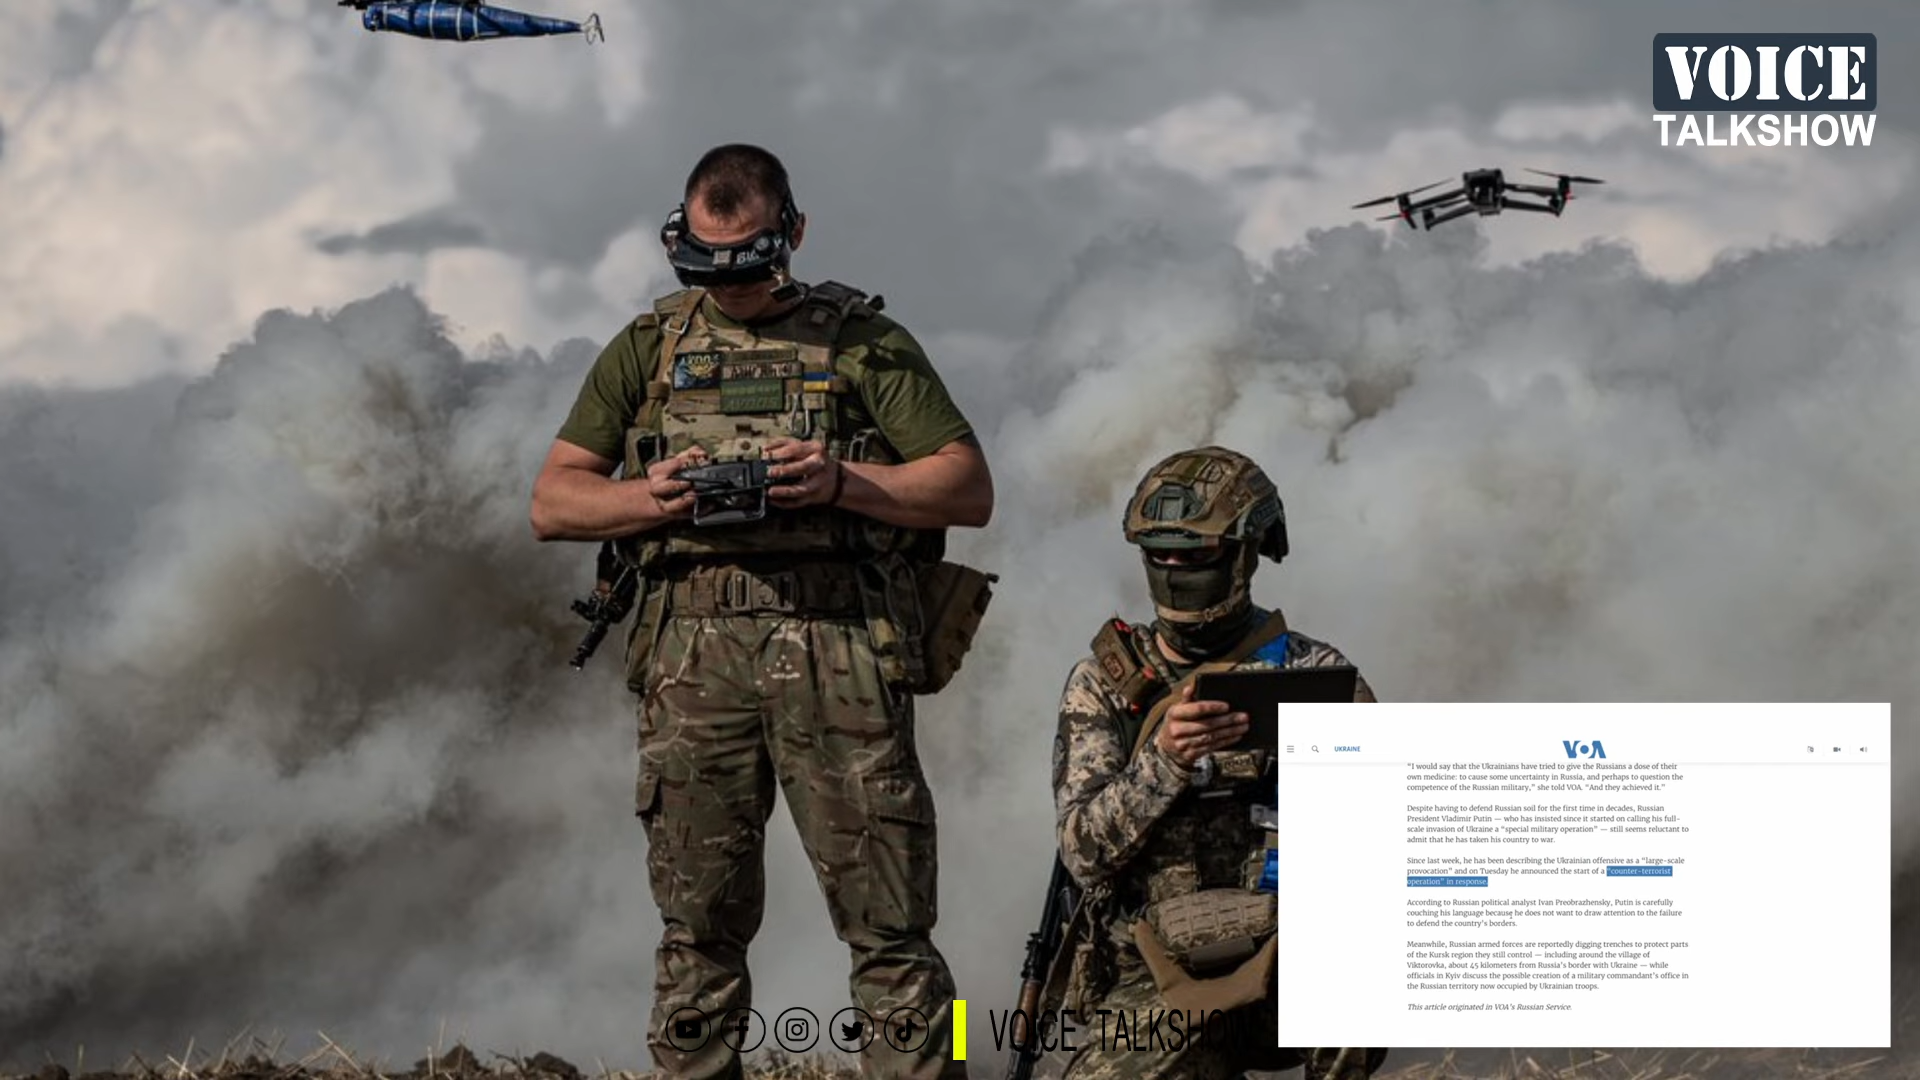 VOICE
TALKSHOW
UKRAINE
VOA
“I would say that the Ukrainians have tried to give the Russians a dose of their
own medicine: to cause some uncertainty in Russia, and perhaps to question the
competence of the Russian military,” she told VOA. “And they achieved it.”
Despite having to defend Russian soil for the first time in decades, Russian
President Vladimir Putin — who has insisted since it started on calling his full-
scale invasion of Ukraine a “special military operation” — still seems reluctant to
admit that he has taken his country to war.
Since last week, he has been describing the Ukrainian offensive as a “large-scale
provocation” and on Tuesday he announced the start of a “counter-terrorist
operation” in response.
According to Russian political analyst Ivan Preobrazhensky, Putin is carefully
couching his language because he does not want to draw attention to the failure
to defend the country’s borders.
Meanwhile, Russian armed forces are reportedly digging trenches to protect parts
of the Kursk region they still control — including around the village of
Viktorovka, about 45 kilometers from Russia’s border with Ukraine — while
officials in Kyiv discuss the possible creation of a military commandant’s office in
the Russian territory now occupied by Ukrainian troops.
This article originated in VOA’s Russian Service.
VOICE TALKSHOW